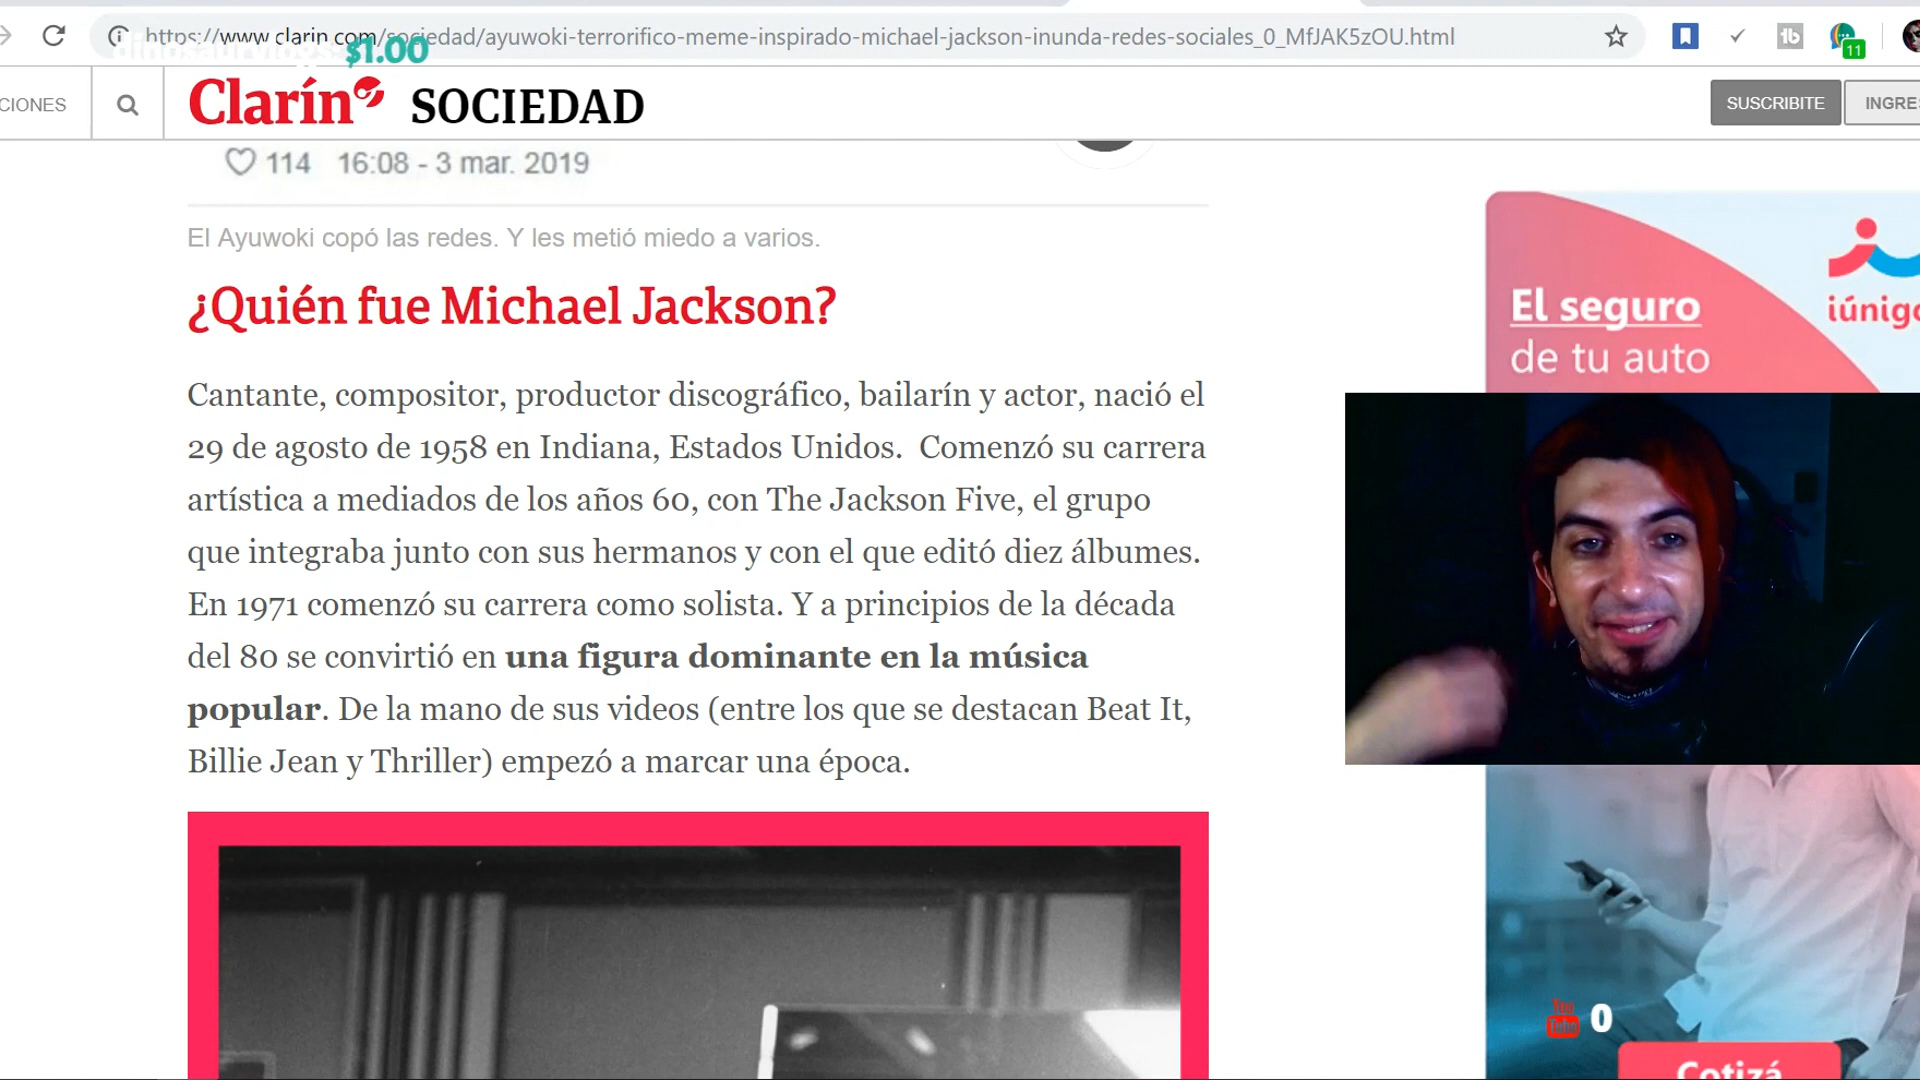 https://www.clarin.com/sociedad/ayuwoki-terrorifico-meme-inspirado-michael-jackson-inunda-redes-sociales_0_MfJAK5zOU.html
$1.00
11
CIONES
Clarín SOCIEDAD
SUSCRIBITE
INGRE
114 16:08 - 3 mar. 2019
El Ayuwoki copó las redes. Y les metió miedo a varios.
¿Quién fue Michael Jackson?
Cantante, compositor, productor discográfico, bailarín y actor, nació el
29 de agosto de 1958 en Indiana, Estados Unidos. Comenzó su carrera
artística a mediados de los años 60, con The Jackson Five, el grupo
que integraba junto con sus hermanos y con el que editó diez álbumes.
En 1971 comenzó su carrera como solista. Y a principios de la década
del 80 se convirtió en una figura dominante en la música
popular. De la mano de sus videos (entre los que se destacan Beat It,
Billie Jean y Thriller) empezó a marcar una época.
iúnigo
El seguro
de tu auto
You
Tube
0
Cotizá